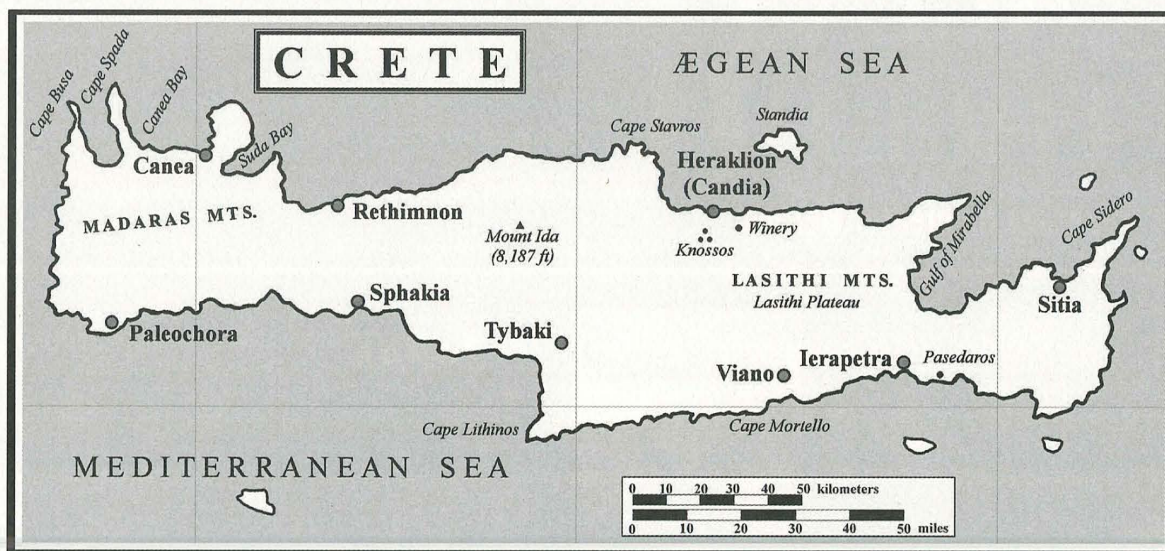 CRETE
ÆGEAN SEA
Cape Busa
Cape Spada
Canea Bay
Suda Bay
Cape Stavros
Standia
Canea
Heraklion
(Candia)
MADARAS MTS.
Rethimnon
Mount Ida
(8,187 ft)
Knossos
Winery
Gulf of Mirabella
Cape Sidero
LASITHI MTS.
Lasithi Plateau
Sitia
Sphakia
Paleochora
Tybaki
Viano
Ierapetra
Pasedaros
Cape Lithinos
Cape Mortello
MEDITERRANEAN SEA
0 10 20 30 40 50 kilometers
0 10 20 30 40 50 miles